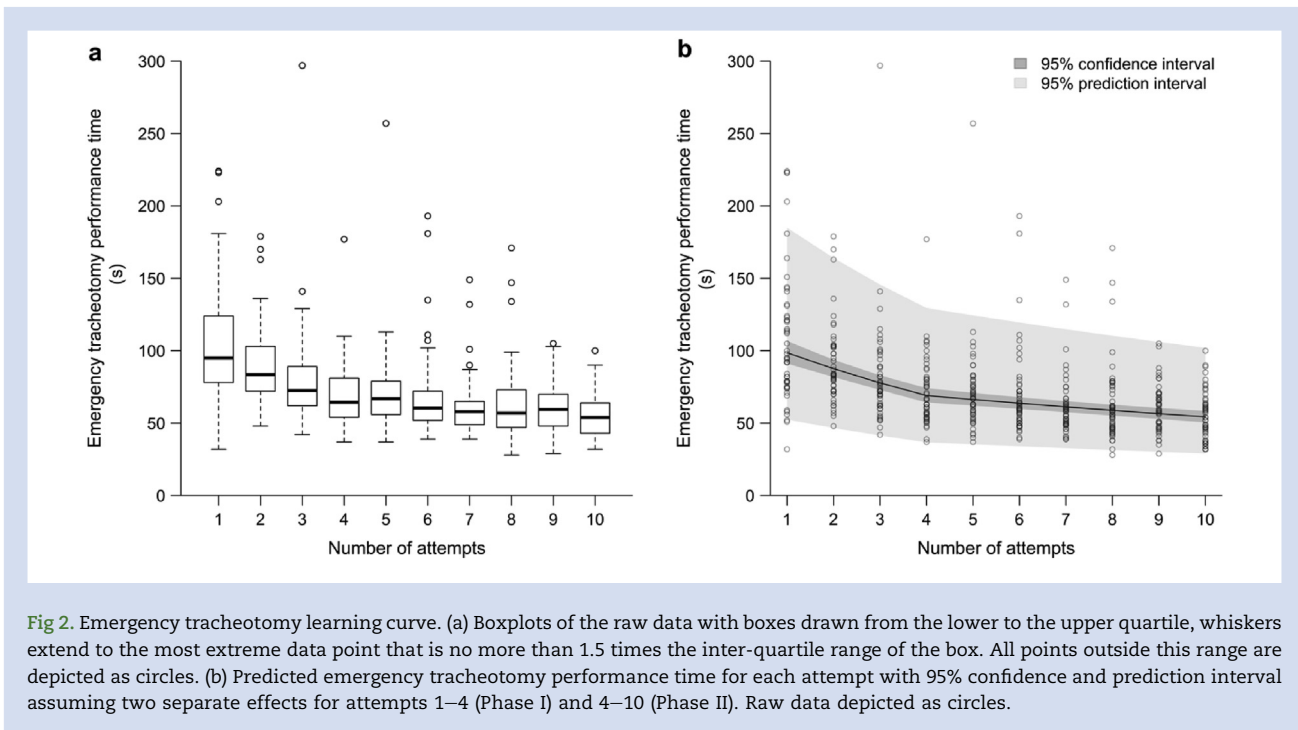 a
300
250
200
150
100
50
0
Emergency tracheotomy performance time
(s)
1 2 3 4 5 6 7 8 9 10
Number of attempts
b
95% confidence interval
95% prediction interval
300
250
200
150
100
50
0
Emergency tracheotomy performance time
(s)
1 2 3 4 5 6 7 8 9 10
Number of attempts
Fig 2. Emergency tracheotomy learning curve. (a) Boxplots of the raw data with boxes drawn from the lower to the upper quartile, whiskers
extend to the most extreme data point that is no more than 1.5 times the inter-quartile range of the box. All points outside this range are
depicted as circles. (b) Predicted emergency tracheotomy performance time for each attempt with 95% confidence and prediction interval
assuming two separate effects for attempts 1–4 (Phase I) and 4–10 (Phase II). Raw data depicted as circles.